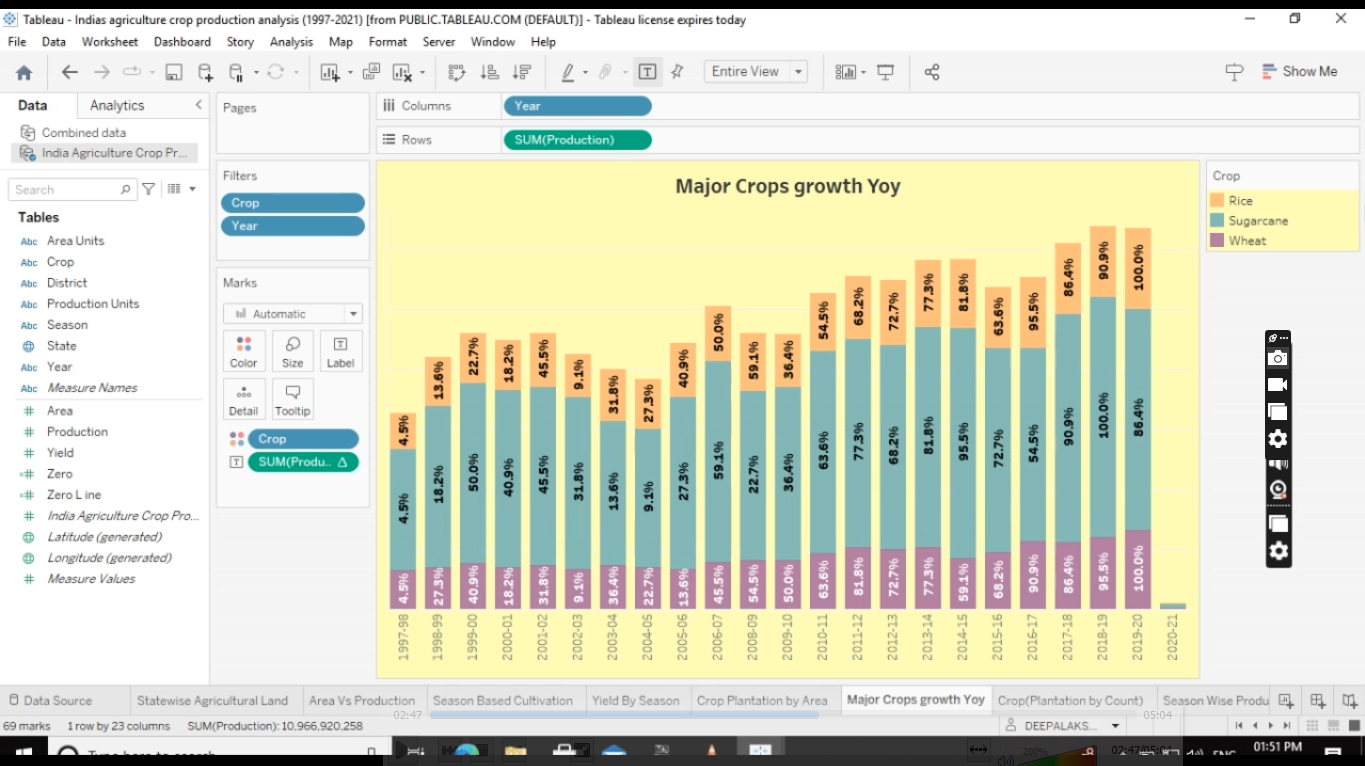 Tableau - Indias agriculture crop production analysis (1997-2021) [from PUBLIC.TABLEAU.COM (DEFAULT)] - Tableau license expires today
File Data Worksheet Dashboard Story Analysis Map Format Server Window Help
Entire View
Show Me
Data Analytics
Combined data
India Agriculture Crop Pr...
Search
Tables
Abc Area Units
Abc Crop
Abc District
Abc Production Units
Abc Season
State
Abc Year
Abc Measure Names
# Area
# Production
# Yield
=# Zero
=# Zero Line
# India Agriculture Crop Pro...
Latitude (generated)
Longitude (generated)
# Measure Values
Pages
Filters
Crop
Year
Marks
Automatic
Color Size Label
Detail Tooltip
Crop
SUM(Produ.. Δ
Columns Year
Rows SUM(Production)
Major Crops growth Yoy
4.5% 13.6% 22.7% 18.2% 45.5% 9.1% 31.8% 27.3% 40.9% 50.0% 59.1% 36.4% 54.5% 68.2% 72.7% 77.3% 81.8% 63.6% 95.5% 86.4% 90.9% 100.0%
4.5% 18.2% 50.0% 40.9% 45.5% 31.8% 13.6% 9.1% 27.3% 59.1% 22.7% 36.4% 63.6% 77.3% 68.2% 81.8% 95.5% 72.7% 54.5% 90.9% 100.0% 86.4%
4.5% 27.3% 40.9% 18.2% 31.8% 9.1% 36.4% 22.7% 13.6% 45.5% 54.5% 50.0% 63.6% 81.8% 72.7% 77.3% 59.1% 68.2% 90.9% 86.4% 95.5% 100.0%
1997-98 1998-99 1999-00 2000-01 2001-02 2002-03 2003-04 2004-05 2005-06 2006-07 2008-09 2009-10 2010-11 2011-12 2012-13 2013-14 2014-15 2015-16 2016-17 2017-18 2018-19 2019-20 2020-21
Crop
Rice
Sugarcane
Wheat
Data Source Statewise Agricultural Land Area Vs Production Season Based Cultivation Yield By Season Crop Plantation by Area Major Crops growth Yoy Crop(Plantation by Count) Season Wise Produ
02:47 05:04
69 marks 1 row by 23 columns SUM(Production): 10,966,920,258
DEEPALAKS...
200% 02:47/05:04 ENG 01:51 PM